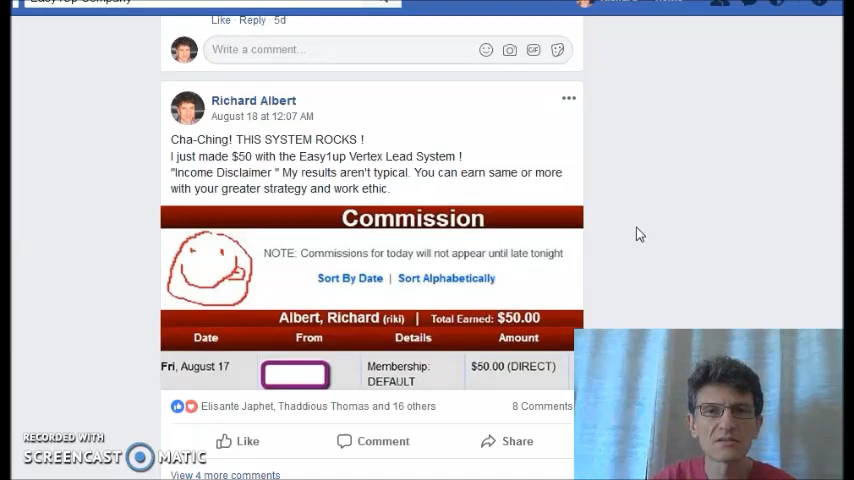 Like · Reply · 5d
Write a comment...
GIF
Richard Albert
August 18 at 12:07 AM
Cha-Ching! THIS SYSTEM ROCKS !
I just made $50 with the Easy1up Vertex Lead System !
"Income Disclaimer " My results aren't typical. You can earn same or more
with your greater strategy and work ethic.
Commission
NOTE: Commissions for today will not appear until late tonight
Sort By Date | Sort Alphabetically
Albert, Richard (riki) | Total Earned: $50.00
Date From Details Amount
Fri, August 17 Membership: $50.00 (DIRECT)
DEFAULT
Elisante Japhet, Thaddious Thomas and 16 others 8 Comments
Like Comment Share
View 4 more comments
RECORDED WITH
SCREENCAST MATIC